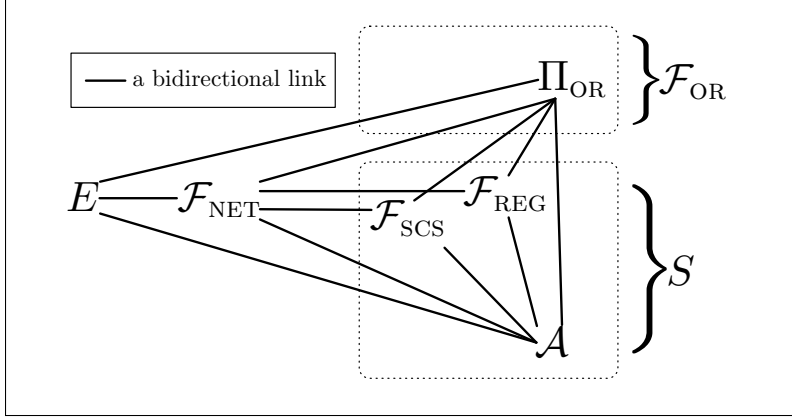 a bidirectional link
Π_OR
} ℱ_OR
E
ℱ_NET
ℱ_SCS
ℱ_REG
} S
𝒜